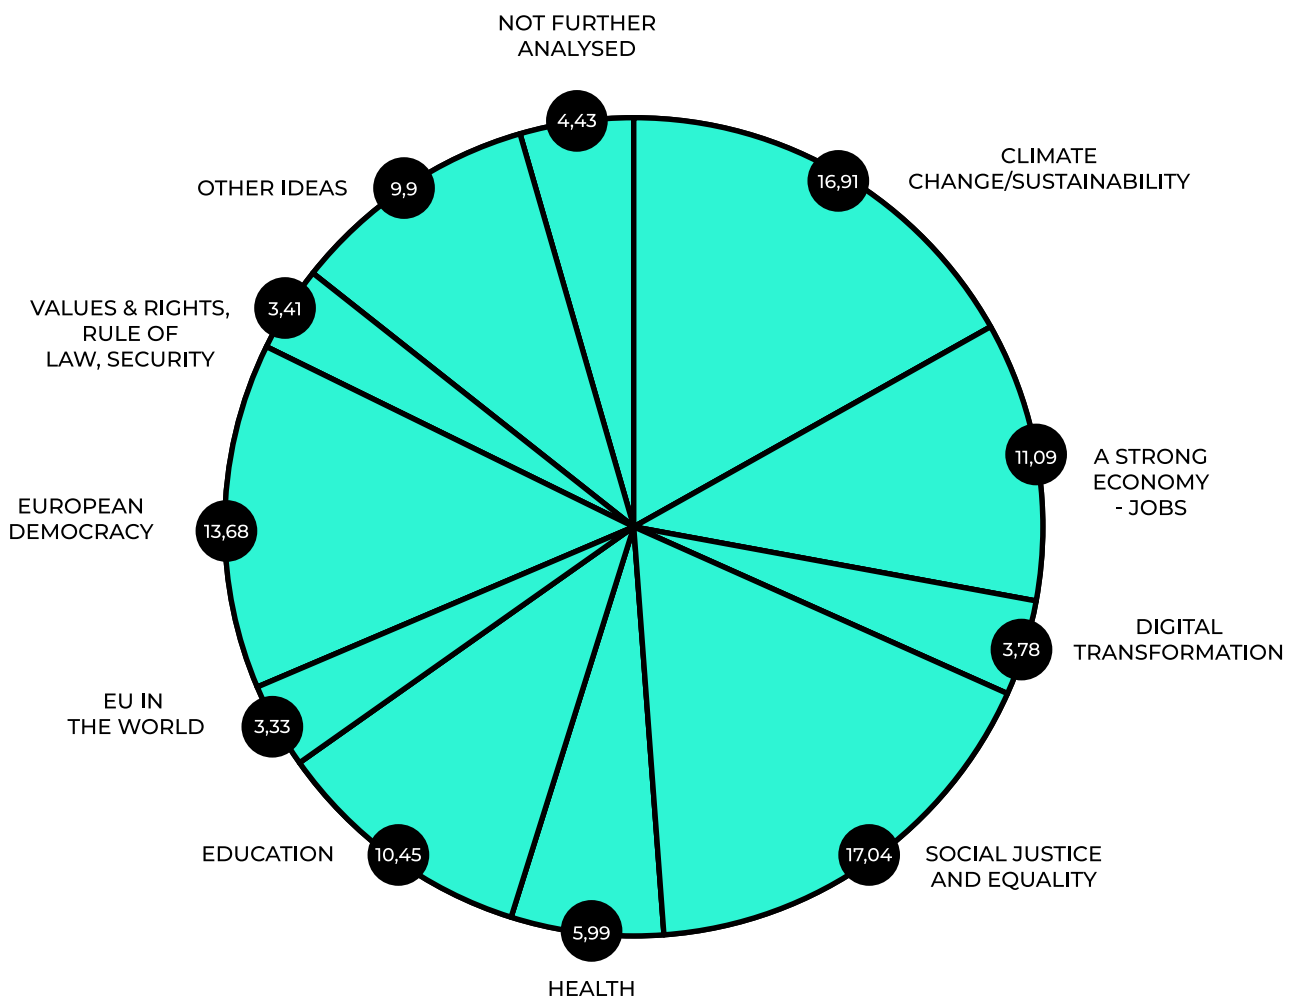 NOT FURTHER
ANALYSED
4,43
CLIMATE
CHANGE/SUSTAINABILITY
16,91
OTHER IDEAS
9,9
VALUES & RIGHTS,
RULE OF
LAW, SECURITY
3,41
11,09
A STRONG
ECONOMY
- JOBS
EUROPEAN
DEMOCRACY
13,68
DIGITAL
TRANSFORMATION
3,78
EU IN
THE WORLD
3,33
EDUCATION
10,45
17,04
SOCIAL JUSTICE
AND EQUALITY
5,99
HEALTH